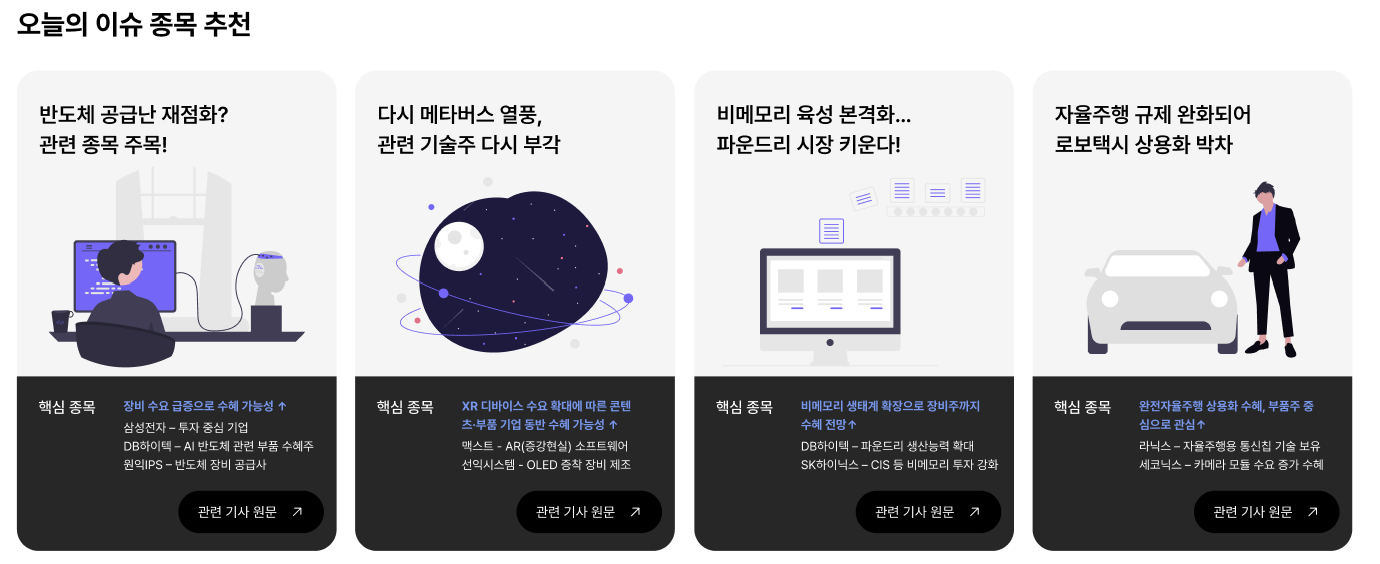 오늘의 이슈 종목 추천
반도체 공급난 재점화?
관련 종목 주목!
핵심 종목
장비 수요 급증으로 수혜 가능성 ↑
삼성전자 – 투자 중심 기업
DB하이텍 – AI 반도체 관련 부품 수혜주
원익IPS – 반도체 장비 공급사
관련 기사 원문 ↗
다시 메타버스 열풍,
관련 기술주 다시 부각
핵심 종목
XR 디바이스 수요 확대에 따른 콘텐
츠·부품 기업 동반 수혜 가능성 ↑
맥스트 - AR(증강현실) 소프트웨어
선익시스템 - OLED 증착 장비 제조
관련 기사 원문 ↗
비메모리 육성 본격화...
파운드리 시장 키운다!
핵심 종목
비메모리 생태계 확장으로 장비주까지
수혜 전망↑
DB하이텍 – 파운드리 생산능력 확대
SK하이닉스 – CIS 등 비메모리 투자 강화
관련 기사 원문 ↗
자율주행 규제 완화되어
로보택시 상용화 박차
핵심 종목
완전자율주행 상용화 수혜, 부품주 중
심으로 관심↑
라닉스 – 자율주행용 통신칩 기술 보유
세코닉스 – 카메라 모듈 수요 증가 수혜
관련 기사 원문 ↗